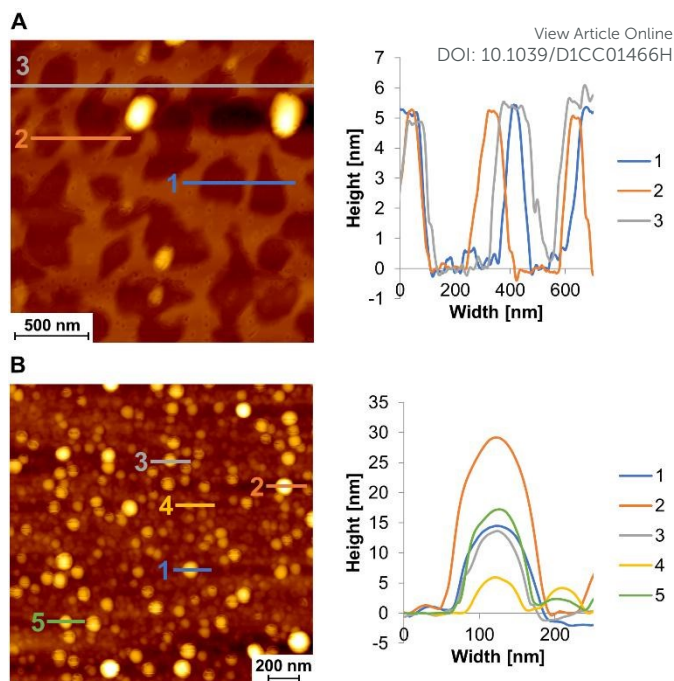 View Article Online
DOI: 10.1039/D1CC01466H
A
3
2
1
500 nm
Height [nm]
7
6
5
4
3
2
1
0
-1
0 200 400 600
Width [nm]
1
2
3
B
3
2
4
1
5
200 nm
Height [nm]
35
30
25
20
15
10
5
0
-5
0 100 200
Width [nm]
1
2
3
4
5